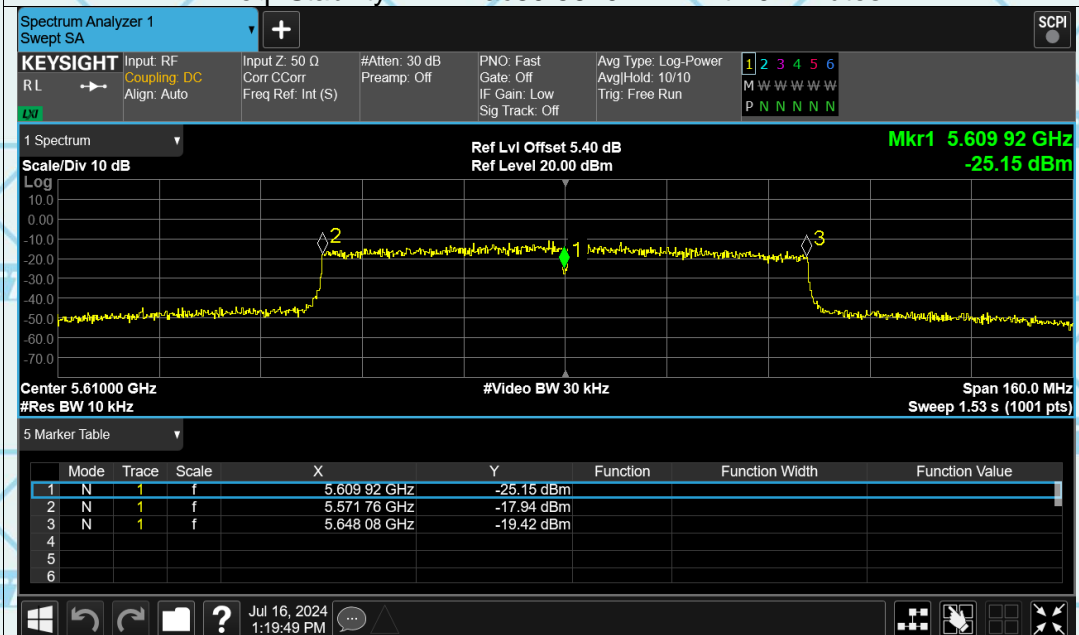 Spectrum Analyzer 1
Swept SA
+
SCPI
KEYSIGHT Input: RF Input Z: 50 Ω #Atten: 30 dB PNO: Fast Avg Type: Log-Power 1 2 3 4 5 6
RL Coupling: DC Corr CCorr Preamp: Off Gate: Off Avg|Hold: 10/10 M W W W W W
Align: Auto Freq Ref: Int (S) IF Gain: Low Trig: Free Run P N N N N N
LXI Sig Track: Off
1 Spectrum Ref Lvl Offset 5.40 dB Mkr1 5.609 92 GHz
Scale/Div 10 dB Ref Level 20.00 dBm -25.15 dBm
Log
10.0
0.00
-10.0
-20.0
-30.0
-40.0
-50.0
-60.0
-70.0
2
1
3
Center 5.61000 GHz #Video BW 30 kHz Span 160.0 MHz
#Res BW 10 kHz Sweep 1.53 s (1001 pts)
5 Marker Table
Mode Trace Scale X Y Function Function Width Function Value
1 N 1 f 5.609 92 GHz -25.15 dBm
2 N 1 f 5.571 76 GHz -17.94 dBm
3 N 1 f 5.648 08 GHz -19.42 dBm
4
5
6
? Jul 16, 2024
1:19:49 PM